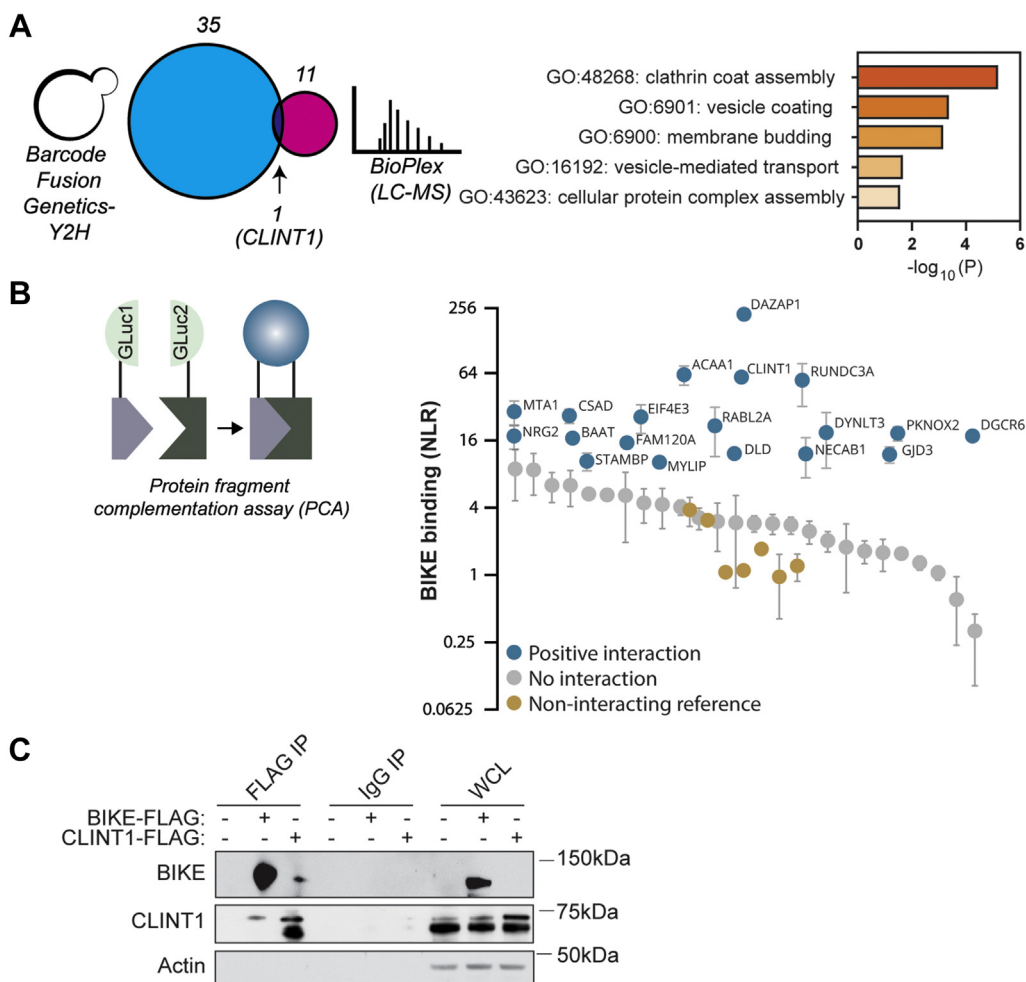 A
35
11
Barcode
Fusion
Genetics-
Y2H
1
(CLINT1)
BioPlex
(LC-MS)
GO:48268: clathrin coat assembly
GO:6901: vesicle coating
GO:6900: membrane budding
GO:16192: vesicle-mediated transport
GO:43623: cellular protein complex assembly
0 2 4 6
-log10(P)
B
GLuc1
GLuc2
Protein fragment
complementation assay (PCA)
BIKE binding (NLR)
256
64
16
4
1
0.25
0.0625
DAZAP1
ACAA1
CLINT1
RUNDC3A
MTA1
CSAD
EIF4E3
RABL2A
DYNLT3
PKNOX2
DGCR6
NRG2
BAAT
FAM120A
STAMBP
MYLIP
DLD
NECAB1
GJD3
Positive interaction
No interaction
Non-interacting reference
C
FLAG IP
IgG IP
WCL
BIKE-FLAG: - + - + - +
CLINT1-FLAG: - + - + - +
BIKE
150kDa
CLINT1
75kDa
50kDa
Actin